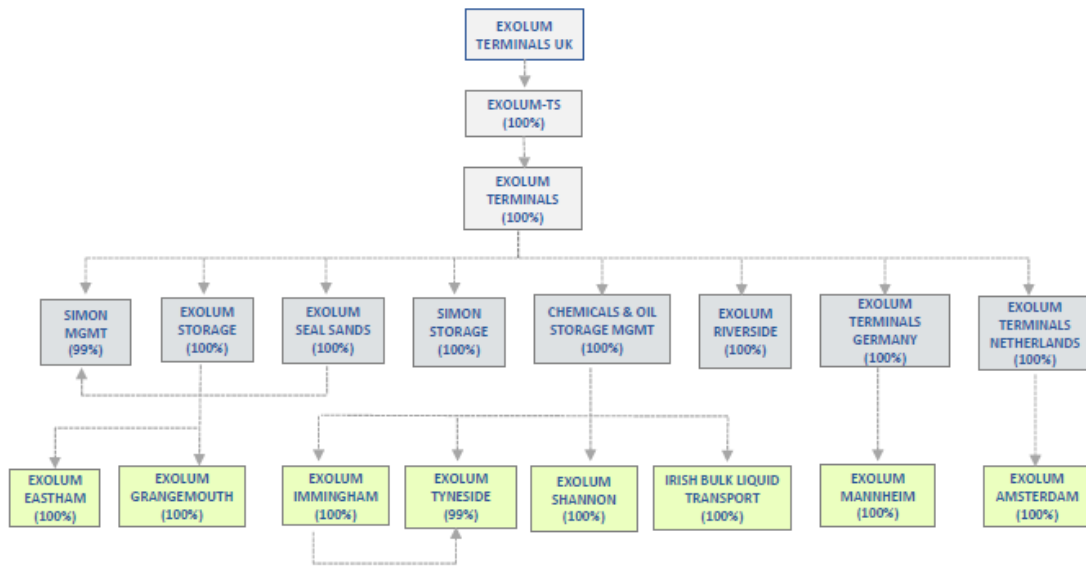 EXOLUM
TERMINALS UK
EXOLUM-TS
(100%)
EXOLUM
TERMINALS
(100%)
SIMON
MGMT
(99%)
EXOLUM
STORAGE
(100%)
EXOLUM
SEAL SANDS
(100%)
SIMON
STORAGE
(100%)
CHEMICALS & OIL
STORAGE MGMT
(100%)
EXOLUM
RIVERSIDE
(100%)
EXOLUM
TERMINALS
GERMANY
(100%)
EXOLUM
TERMINALS
NETHERLANDS
(100%)
EXOLUM
EASTHAM
(100%)
EXOLUM
GRANGEMOUTH
(100%)
EXOLUM
IMMINGHAM
(100%)
EXOLUM
TYNESIDE
(99%)
EXOLUM
SHANNON
(100%)
IRISH BULK LIQUID
TRANSPORT
(100%)
EXOLUM
MANNHEIM
(100%)
EXOLUM
AMSTERDAM
(100%)